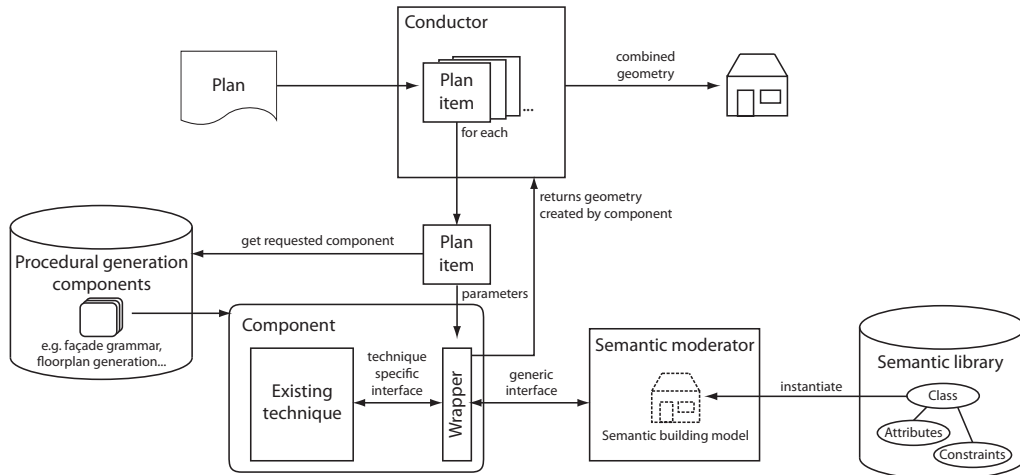 Conductor
Plan
Plan
item
...
for each
combined
geometry
returns geometry
created by component
get requested component
Plan
item
parameters
Procedural generation
components
e.g. façade grammar,
floorplan generation...
Component
Existing
technique
technique
specific
interface
Wrapper
generic
interface
Semantic moderator
Semantic building model
instantiate
Semantic library
Class
Attributes
Constraints